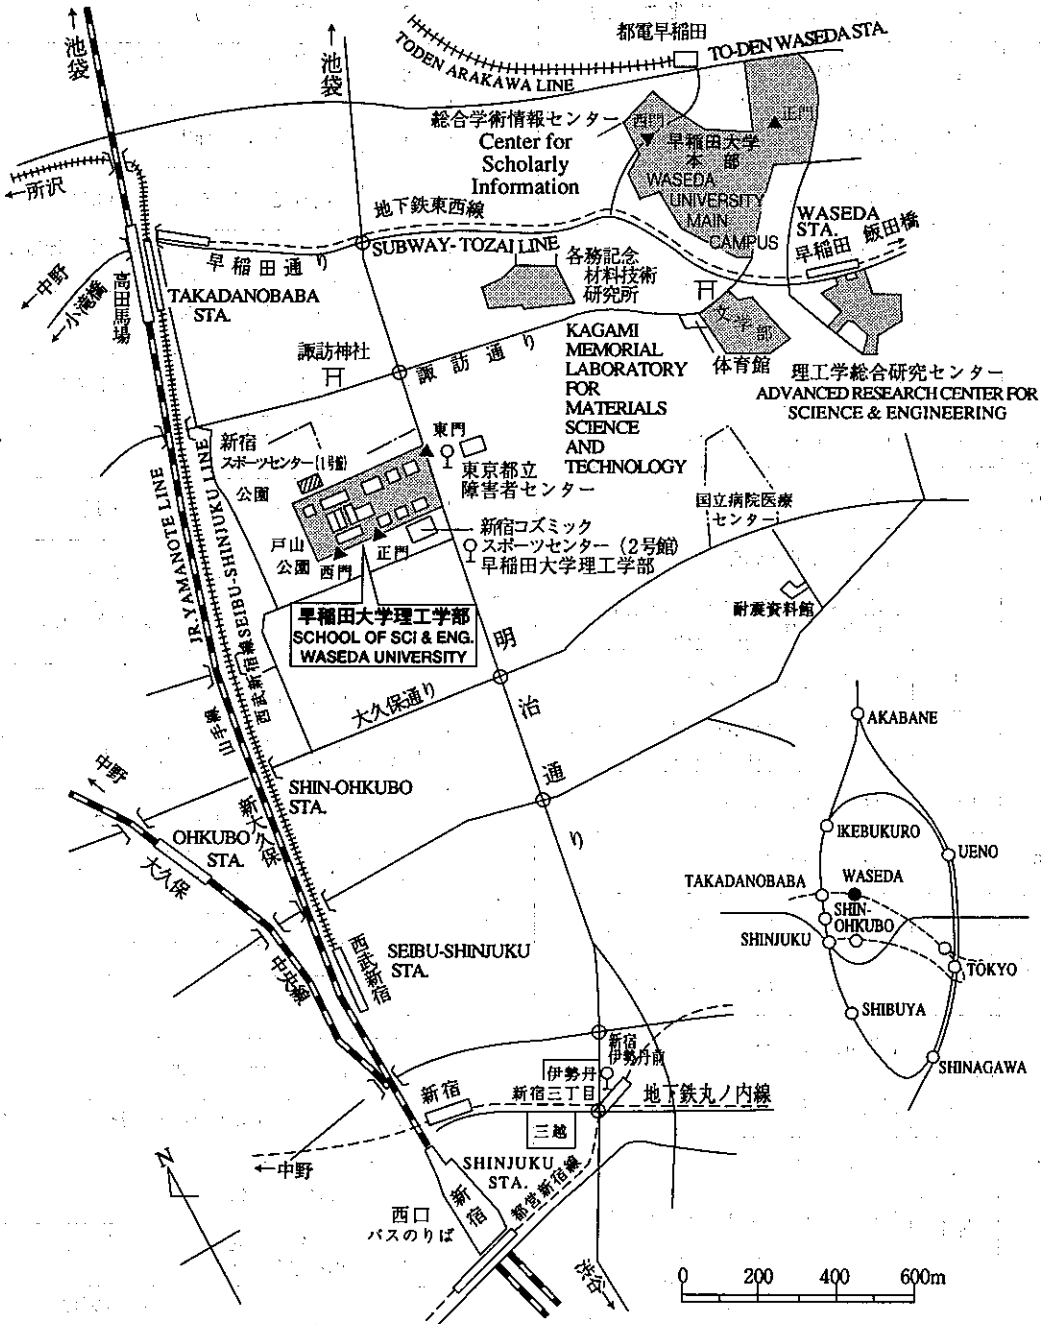 ←池袋
←池袋
都電早稲田
TO-DEN WASEDA STA.
TODEN ARAKAWA LINE
総合学術情報センター
Center for
Scholarly
Information
西門
正門
早稲田大学
本部
WASEDA
UNIVERSITY
MAIN
CAMPUS
←所沢
地下鉄東西線
SUBWAY-TOZAI LINE
早稲田通り
WASEDA
STA.
早稲田
飯田橋
←中野
←小滝橋
高田馬場
TAKADANOBABA
STA.
各務記念
材料技術
研究所
文学部
体育館
諏訪神社
諏訪通り
KAGAMI
MEMORIAL
LABORATORY
FOR
MATERIALS
SCIENCE
AND
TECHNOLOGY
理工学総合研究センター
ADVANCED RESEARCH CENTER FOR
SCIENCE & ENGINEERING
新宿
スポーツセンター(1号館)
公園
東門
東京都立
障害者センター
国立病院医療
センター
新宿コズミック
スポーツセンター(2号館)
早稲田大学理工学部
戸山
公園
西門
正門
早稲田大学理工学部
SCHOOL OF SCI & ENG.
WASEDA UNIVERSITY
耐震資料館
JR. YAMANOTE LINE
山手線
SEIBU-SHINJUKU LINE
西武新宿線
大久保通り
明治通り
←中野
SHIN-OHKUBO
STA.
新大久保
OHKUBO
STA.
大久保
中央線
SEIBU-SHINJUKU
STA.
西武新宿
AKABANE
IKEBUKURO
UENO
TAKADANOBABA
WASEDA
SHIN-
OHKUBO
SHINJUKU
TOKYO
SHIBUYA
SHINAGAWA
新宿
伊勢丹前
伊勢丹
新宿三丁目
地下鉄丸ノ内線
新宿
三越
←中野
SHINJUKU
STA.
新宿
都営新宿線
N
西口
バスのりば
渋谷→
0 200 400 600m